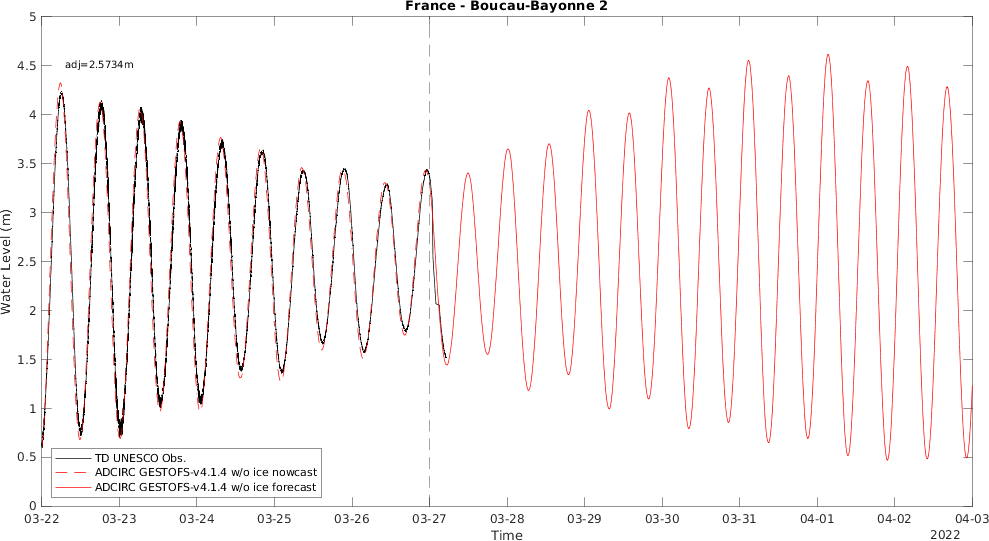 France - Boucau-Bayonne 2
adj=2.5734m
5
4.5
4
3.5
3
2.5
2
1.5
1
0.5
0
Water Level (m)
TD UNESCO Obs.
ADCIRC GESTOFS-v4.1.4 w/o ice nowcast
ADCIRC GESTOFS-v4.1.4 w/o ice forecast
03-22 03-23 03-24 03-25 03-26 03-27 03-28 03-29 03-30 03-31 04-01 04-02 04-03
Time
2022